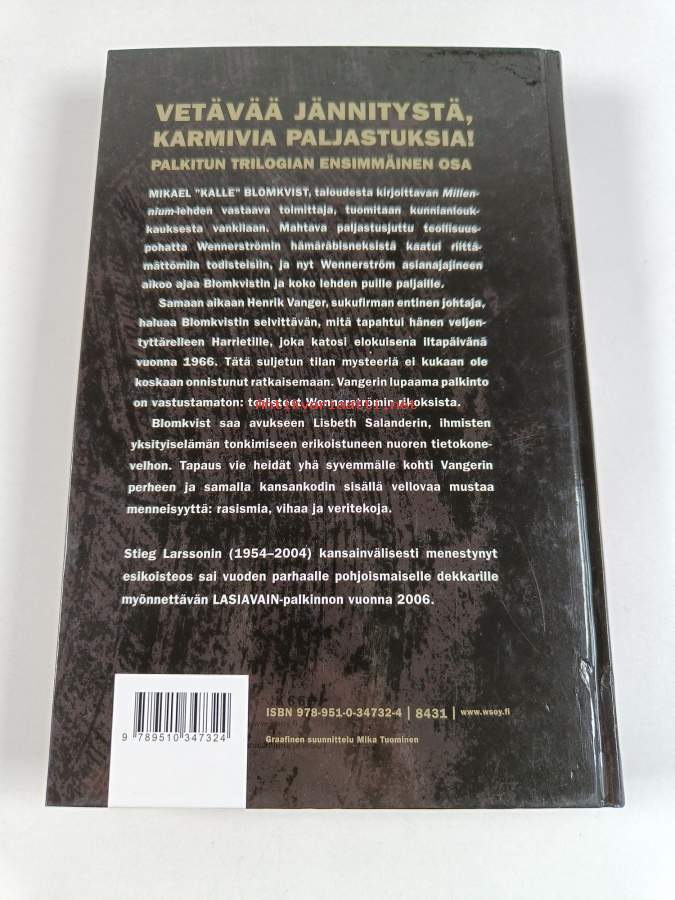 VETÄVÄÄ JÄNNITYSTÄ,
KARMIVIA PALJASTUKSIA!
PALKITUN TRILOGIAN ENSIMMÄINEN OSA
MIKAEL "KALLE" BLOMKVIST, taloudesta kirjoittavan Millen-
nium-lehden vastaava toimittaja, tuomitaan kunnianlouk-
kauksesta vankilaan. Mahtava paljastusjuttu teollisuus-
pohatta Wennerströmin hämäräbisneksistä kaatui riittä-
mättömiin todisteisiin, ja nyt Wennerström asianajajineen
aikoo ajaa Blomkvistin ja koko lehden puille paljaille.
Samaan aikaan Henrik Vanger, sukufirman entinen johtaja,
haluaa Blomkvistin selvittävän, mitä tapahtui hänen veljen-
tyttärelleen Harrietille, joka katosi elokuisena iltapäivänä
vuonna 1966. Tätä suljetun tilan mysteeriä ei kukaan ole
koskaan onnistunut ratkaisemaan. Vangerin lupaama palkinto
on vastustamaton: todisteet Wennerströmin rikoksista.
Antikvariaatti.net
Blomkvist saa avukseen Lisbeth Salanderin, ihmisten
yksityiselämän tonkimiseen erikoistuneen nuoren tietokone-
velhon. Tapaus vie heidät yhä syvemmälle kohti Vangerin
perheen ja samalla kansankodin sisällä vellovaa mustaa
menneisyyttä: rasismia, vihaa ja veritekoja.
Stieg Larssonin (1954–2004) kansainvälisesti menestynyt
esikoisteos sai vuoden parhaalle pohjoismaiselle dekkarille
myönnettävän LASIAVAIN-palkinnon vuonna 2006.
ISBN 978-951-0-34732-4 | 8431 | www.wsoy.fi
Graafinen suunnittelu Mika Tuominen
9 789510 347324